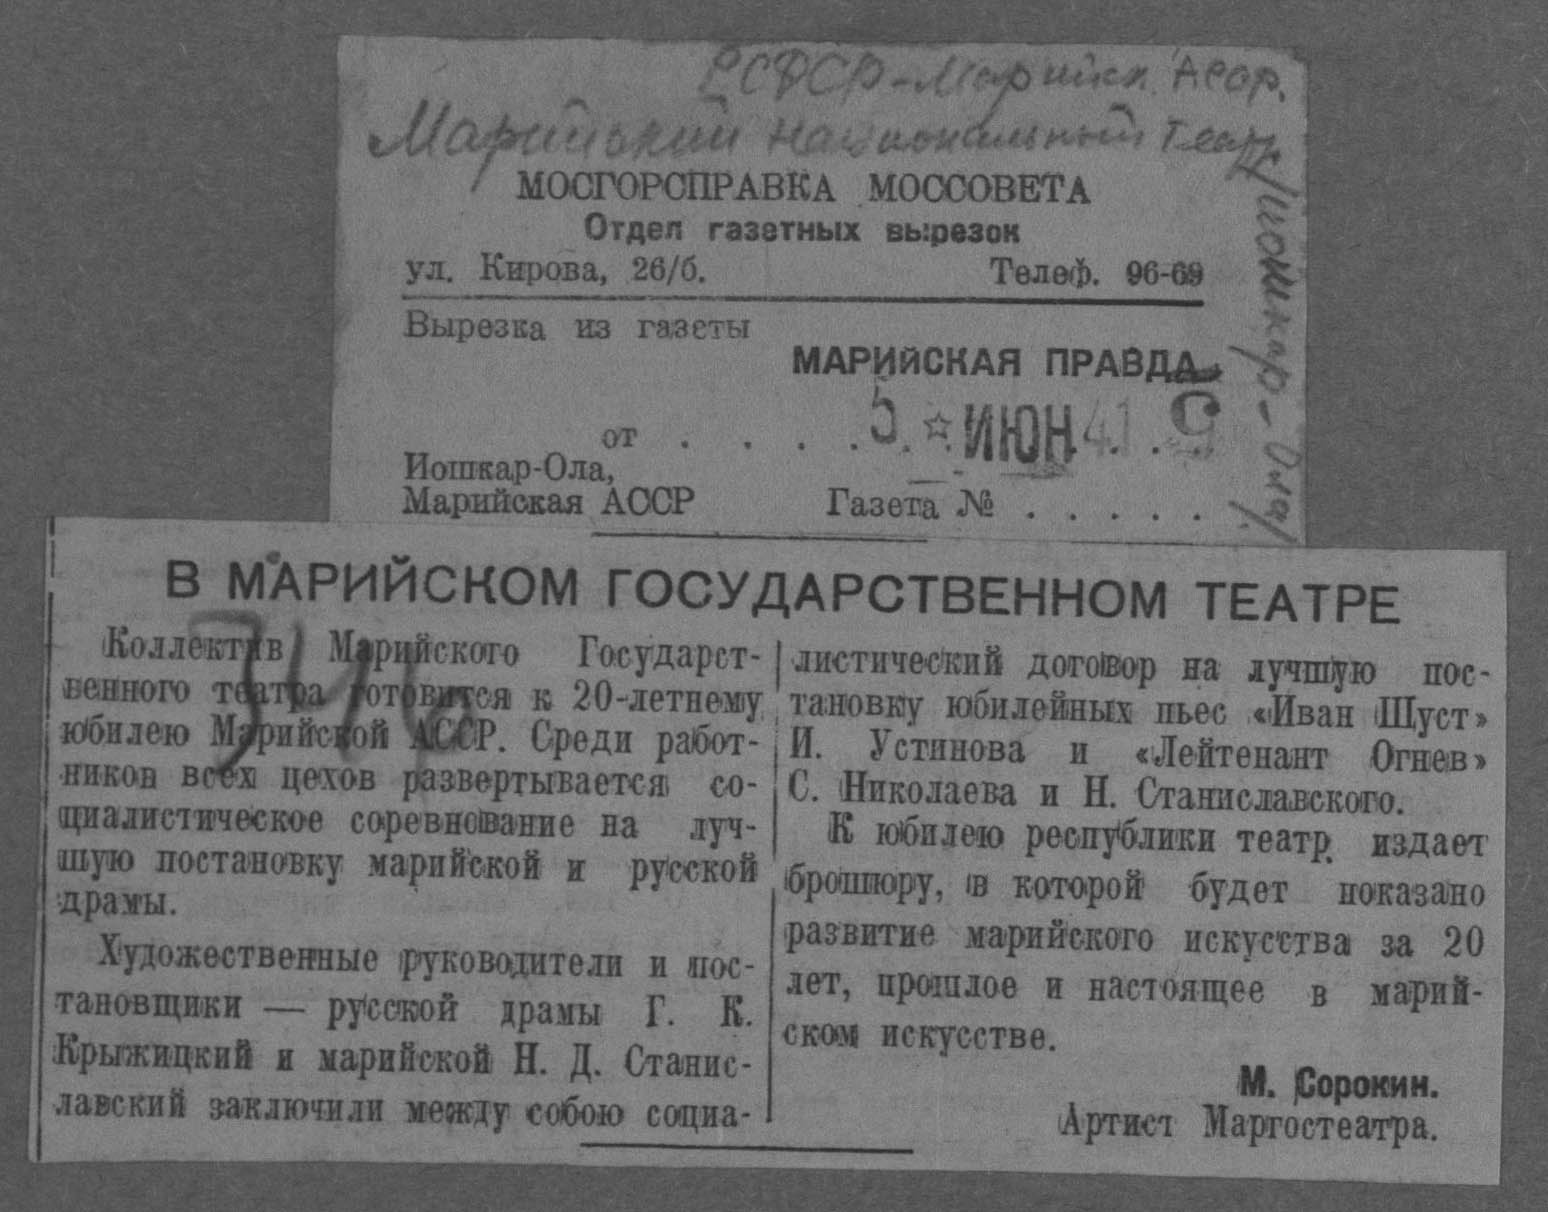 РСФСР - Марийск. АССР.
Марийский национальный театр
/Йошкар-Ола/
МОСГОРСПРАВКА МОССОВЕТА
Отдел газетных вырезок
ул. Кирова, 26/б. Телеф. 96-69
Вырезка из газеты
МАРИЙСКАЯ ПРАВДА
от . . . . 5 ☆ ИЮН 41 . .
Иошкар-Ола,
Марийская АССР Газета № . . . . .
В МАРИЙСКОМ ГОСУДАРСТВЕННОМ ТЕАТРЕ
Коллектив Марийского Государст-
венного театра готовится к 20-летнему
юбилею Марийской АССР. Среди работ-
ников всех цехов развертывается со-
циалистическое соревнование на луч-
шую постановку марийской и русской
драмы.
Художественные руководители и пос-
тановщики — русской драмы Г. К.
Крыжицкий и марийской Н. Д. Станис-
лавский заключили между собою социа-
листический договор на лучшую пос-
тановку юбилейных пьес «Иван Шуст»
И. Устинова и «Лейтенант Огнев»
С. Николаева и Н. Станиславского.
К юбилею республики театр издает
брошюру, в которой будет показано
развитие марийского искусства за 20
лет, прошлое и настоящее в марий-
ском искусстве.
М. Сорокин.
Артист Маргостеатра.